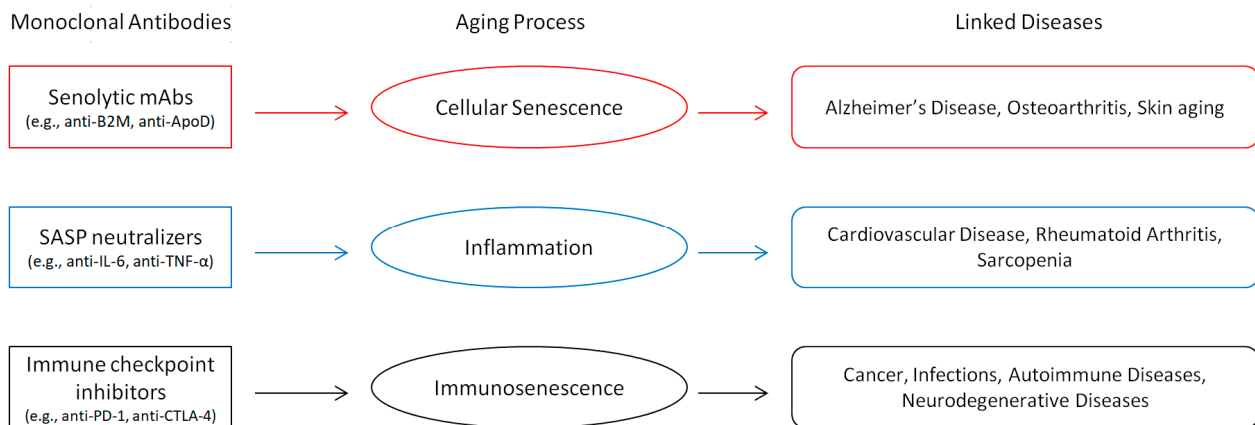 Monoclonal Antibodies
Aging Process
Linked Diseases
Senolytic mAbs
(e.g., anti-B2M, anti-ApoD)
Cellular Senescence
Alzheimer’s Disease, Osteoarthritis, Skin aging
SASP neutralizers
(e.g., anti-IL-6, anti-TNF-α)
Inflammation
Cardiovascular Disease, Rheumatoid Arthritis,
Sarcopenia
Immune checkpoint
inhibitors
(e.g., anti-PD-1, anti-CTLA-4)
Immunosenescence
Cancer, Infections, Autoimmune Diseases,
Neurodegenerative Diseases